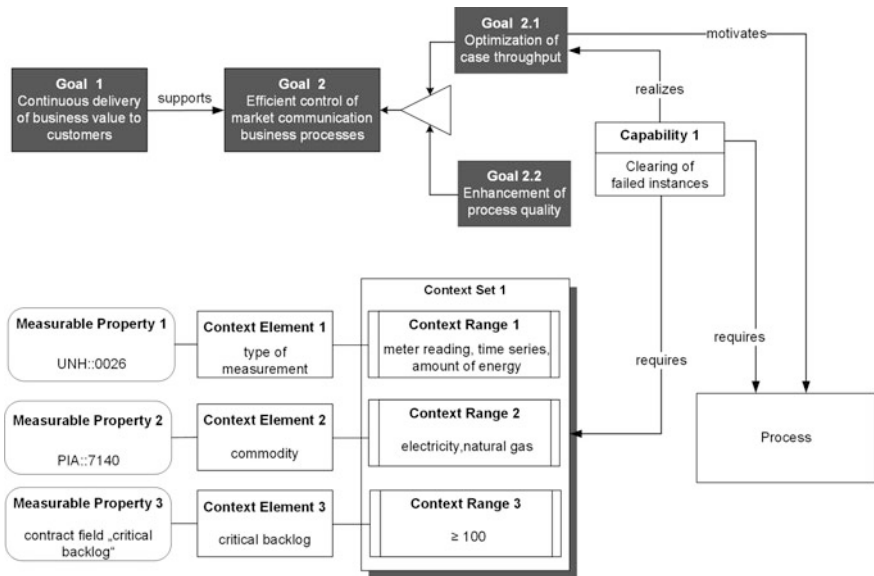 Goal 2.1
Optimization of
case throughput
motivates
Goal 1
Continuous delivery
of business value to
customers
supports
Goal 2
Efficient control of
market communication
business processes
realizes
Capability 1
Clearing of
failed instances
Goal 2.2
Enhancement of
process quality
Context Set 1
Measurable Property 1
UNH::0026
Context Element 1
type of
measurement
Context Range 1
meter reading, time series,
amount of energy
requires
requires
Measurable Property 2
PIA::7140
Context Element 2
commodity
Context Range 2
electricity,natural gas
Process
Measurable Property 3
contract field „critical
backlog“
Context Element 3
critical backlog
Context Range 3
≥ 100